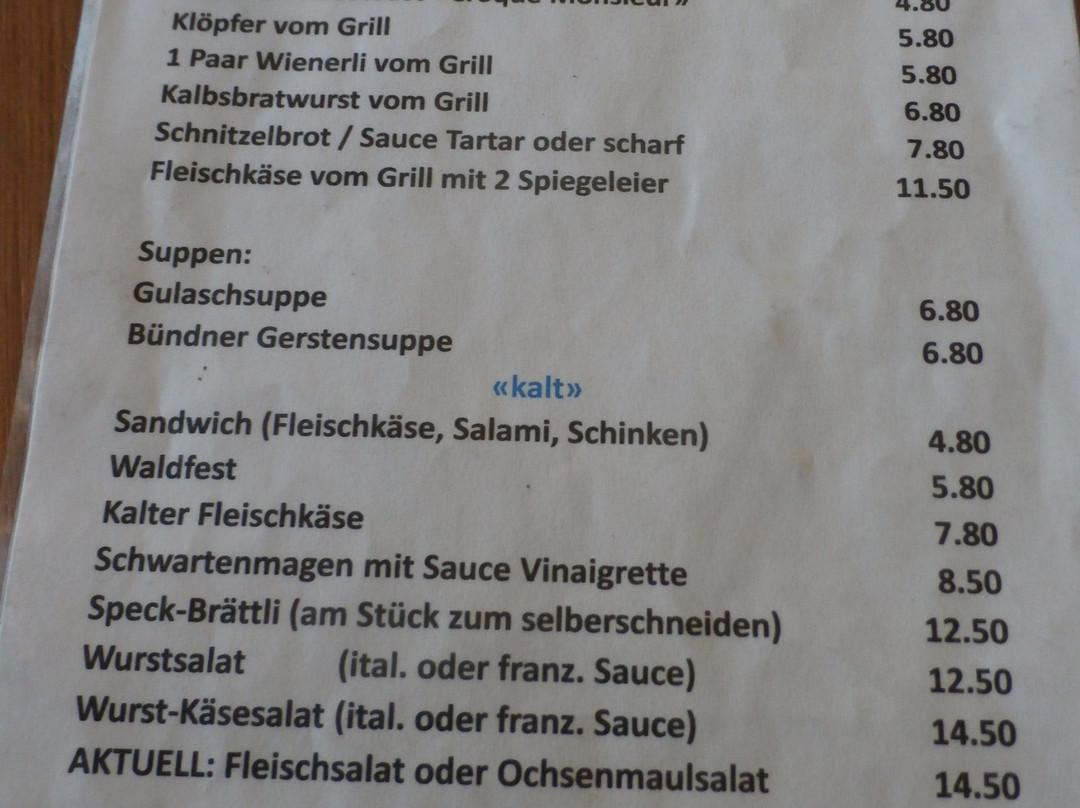 Croque Monsieur» 4.80
Klöpfer vom Grill 5.80
1 Paar Wienerli vom Grill 5.80
Kalbsbratwurst vom Grill 6.80
Schnitzelbrot / Sauce Tartar oder scharf 7.80
Fleischkäse vom Grill mit 2 Spiegeleier 11.50
Suppen:
Gulaschsuppe 6.80
Bündner Gerstensuppe 6.80
«kalt»
Sandwich (Fleischkäse, Salami, Schinken) 4.80
Waldfest 5.80
Kalter Fleischkäse 7.80
Schwartenmagen mit Sauce Vinaigrette 8.50
Speck-Brättli (am Stück zum selberschneiden) 12.50
Wurstsalat (ital. oder franz. Sauce) 12.50
Wurst-Käsesalat (ital. oder franz. Sauce) 14.50
AKTUELL: Fleischsalat oder Ochsenmaulsalat 14.50